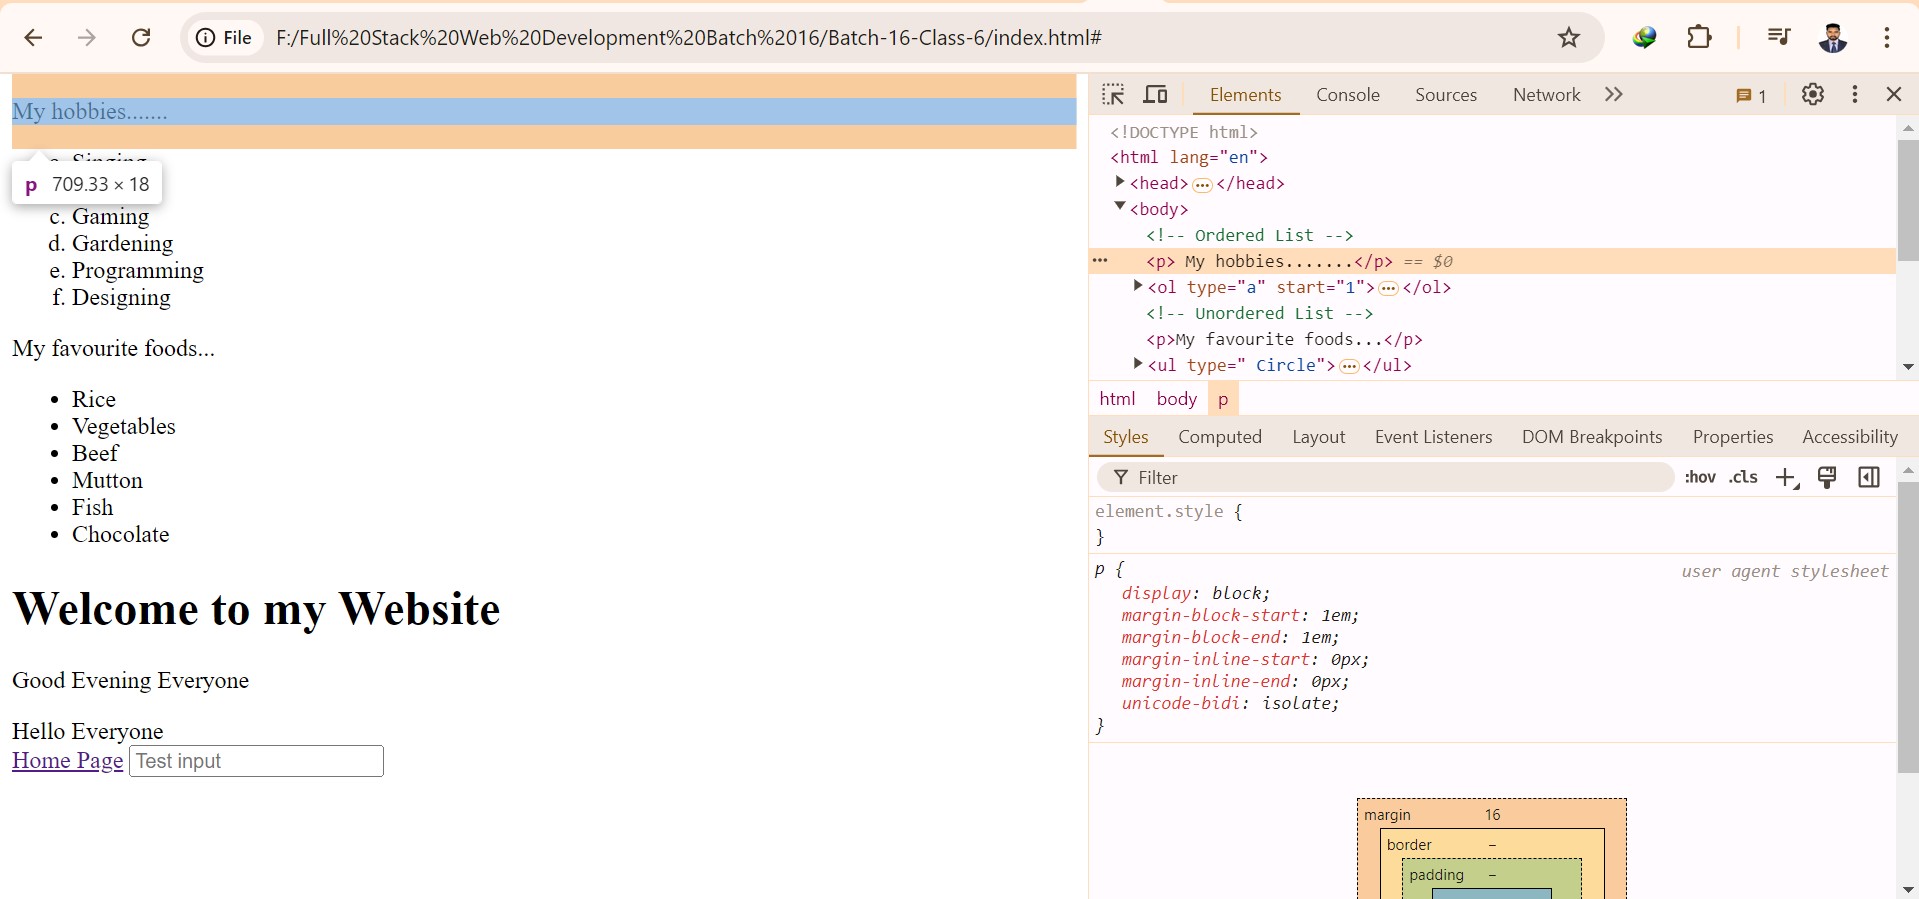 File F:/Full%20Stack%20Web%20Development%20Batch%2016/Batch-16-Class-6/index.html#
My hobbies.......
p 709.33 × 18
c. Gaming
d. Gardening
e. Programming
f. Designing
My favourite foods...
• Rice
• Vegetables
• Beef
• Mutton
• Fish
• Chocolate
Welcome to my Website
Good Evening Everyone
Hello Everyone
Home Page Test input
Elements Console Sources Network 1
<!DOCTYPE html>
<html lang="en">
<head> ••• </head>
<body>
<!-- Ordered List -->
••• <p> My hobbies.......</p> == $0
<ol type="a" start="1"> ••• </ol>
<!-- Unordered List -->
<p>My favourite foods...</p>
<ul type=" Circle"> ••• </ul>
html body p
Styles Computed Layout Event Listeners DOM Breakpoints Properties Accessibility
Filter :hov .cls
element.style {
}
p { user agent stylesheet
display: block;
margin-block-start: 1em;
margin-block-end: 1em;
margin-inline-start: 0px;
margin-inline-end: 0px;
unicode-bidi: isolate;
}
margin 16
border –
padding –